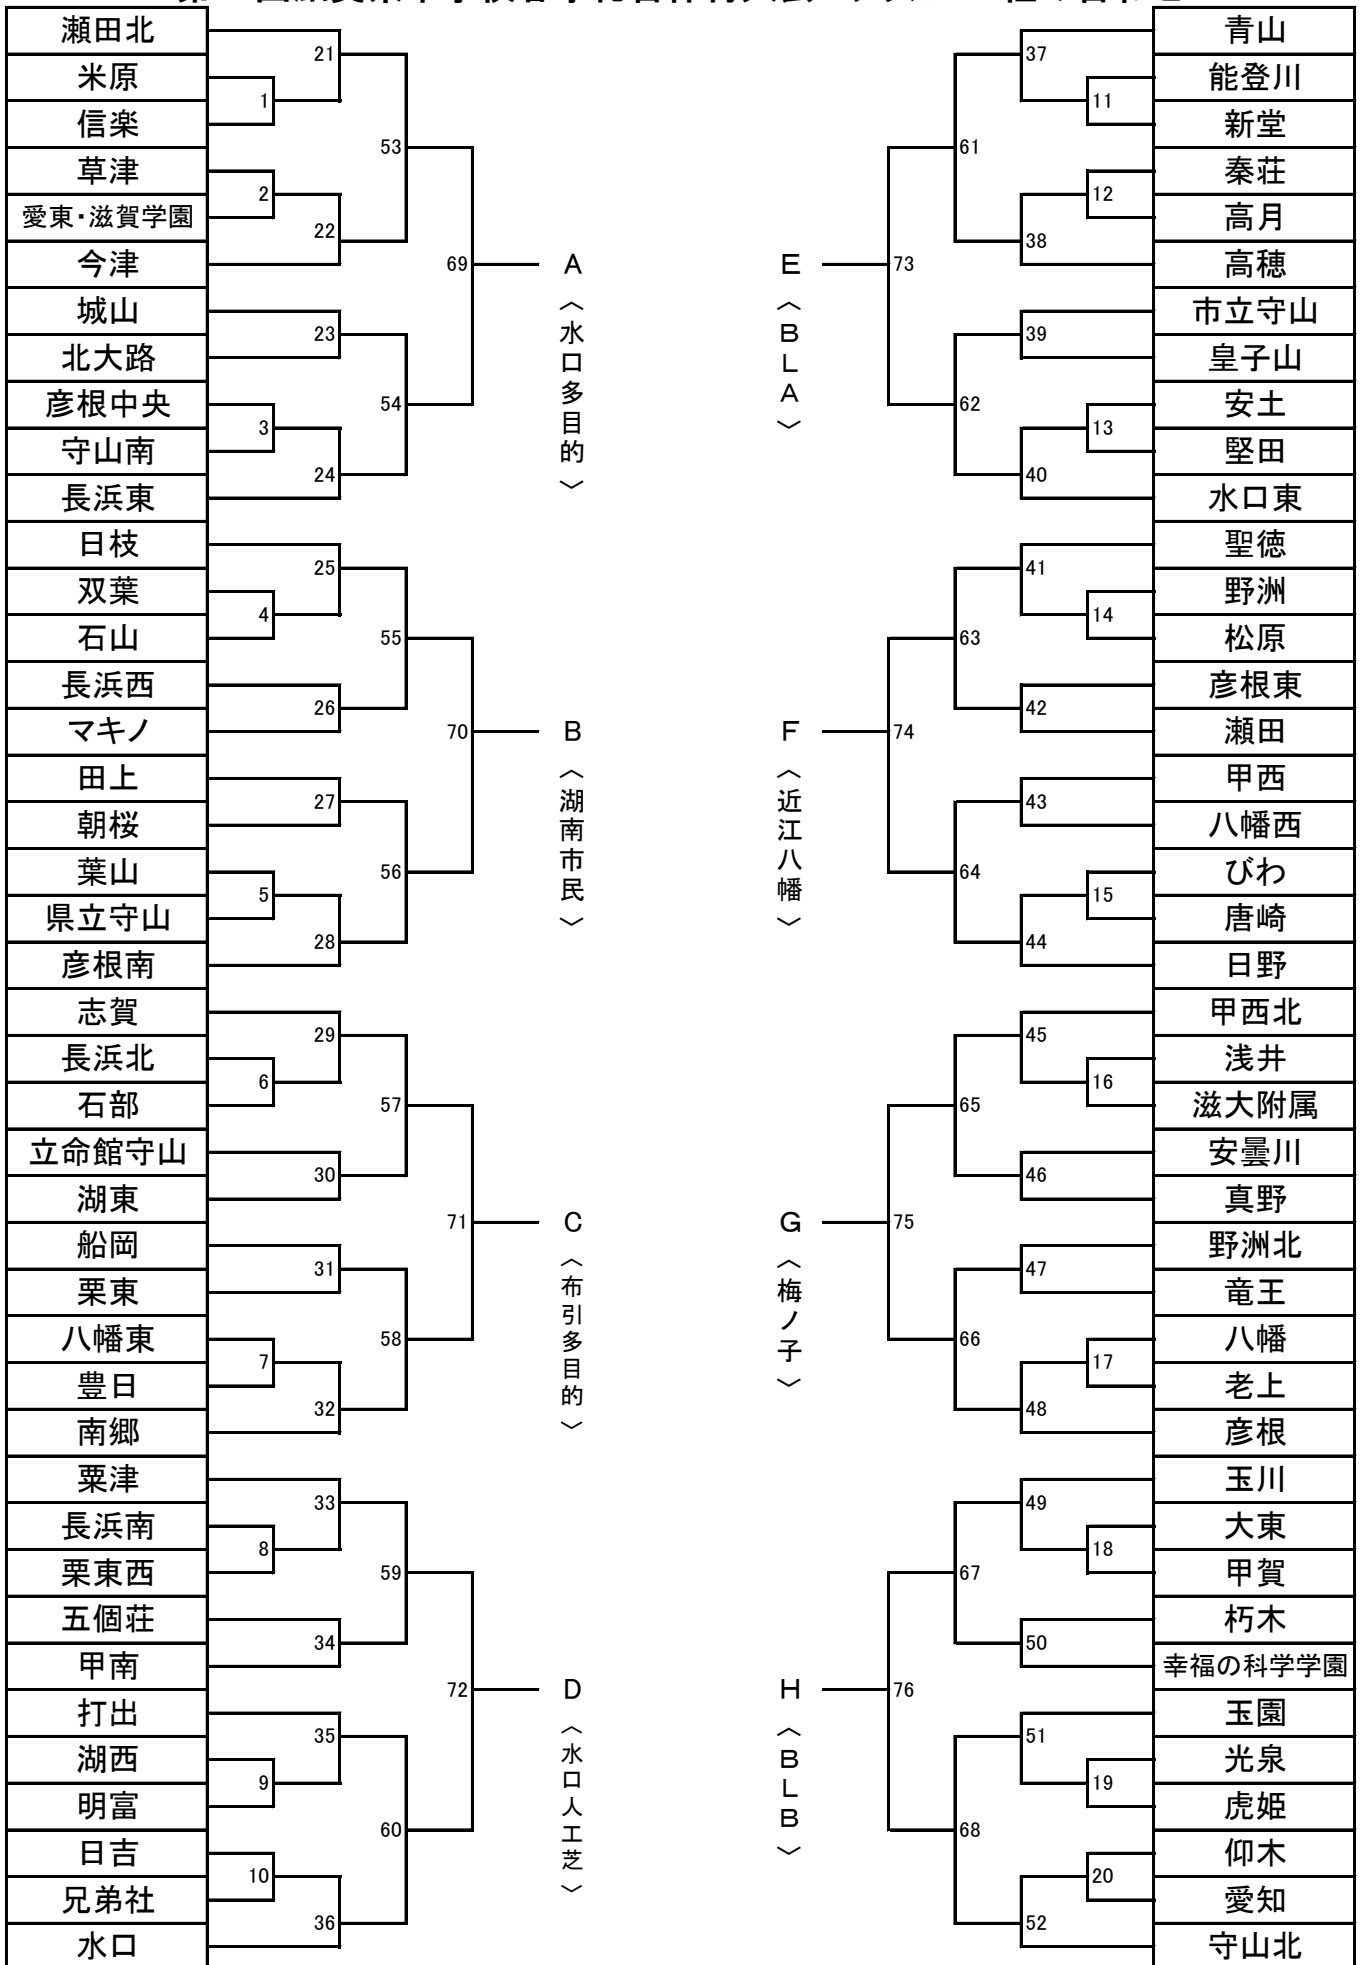 瀬田北
米原
信楽
草津
愛東・滋賀学園
今津
城山
北大路
彦根中央
守山南
長浜東
日枝
双葉
石山
長浜西
マキノ
田上
朝桜
葉山
県立守山
彦根南
志賀
長浜北
石部
立命館守山
湖東
船岡
栗東
八幡東
豊日
南郷
粟津
長浜南
栗東西
五個荘
甲南
打出
湖西
明富
日吉
兄弟社
水口
1
2
3
4
5
6
7
8
9
10
21
22
23
24
25
26
27
28
29
30
31
32
33
34
35
36
53
54
55
56
57
58
59
60
69
70
71
72
A
〈水口多目的〉
B
〈湖南市民〉
C
〈布引多目的〉
D
〈水口人工芝〉
E
〈BLA〉
F
〈近江八幡〉
G
〈梅ノ子〉
H
〈BLB〉
73
74
75
76
61
62
63
64
65
66
67
68
37
38
39
40
41
42
43
44
45
46
47
48
49
50
51
52
11
12
13
14
15
16
17
18
19
20
青山
能登川
新堂
秦荘
高月
高穂
市立守山
皇子山
安土
堅田
水口東
聖徳
野洲
松原
彦根東
瀬田
甲西
八幡西
びわ
唐崎
日野
甲西北
浅井
滋大附属
安曇川
真野
野洲北
竜王
八幡
老上
彦根
玉川
大東
甲賀
朽木
幸福の科学学園
玉園
光泉
虎姫
仰木
愛知
守山北